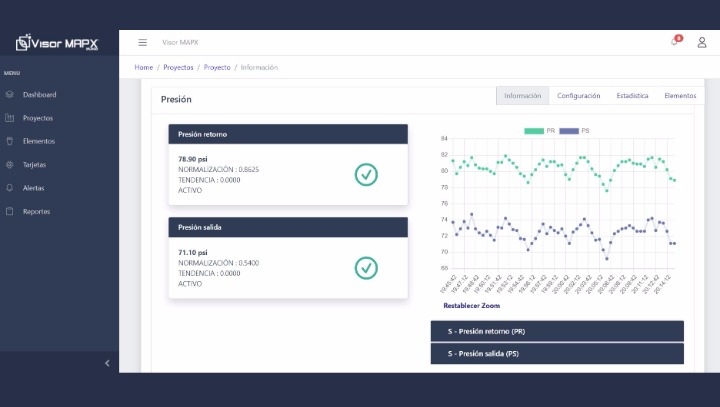 Visor MAPX
MENU
Dashboard
Proyectos
Elementos
Tarjetas
Alertas
Reportes
Visor MAPX
Home / Proyectos / Proyecto / Información
Presión
Información
Configuración
Estadística
Elementos
Presión retorno
78.90 psi
NORMALIZACIÓN : 0.8625
TENDENCIA : 0.0000
ACTIVO
Presión salida
71.10 psi
NORMALIZACIÓN : 0.5400
TENDENCIA : 0.0000
ACTIVO
PR PS
84
82
80
78
76
74
72
70
68
Restablecer Zoom
S - Presión retorno (PR)
S - Presión salida (PS)